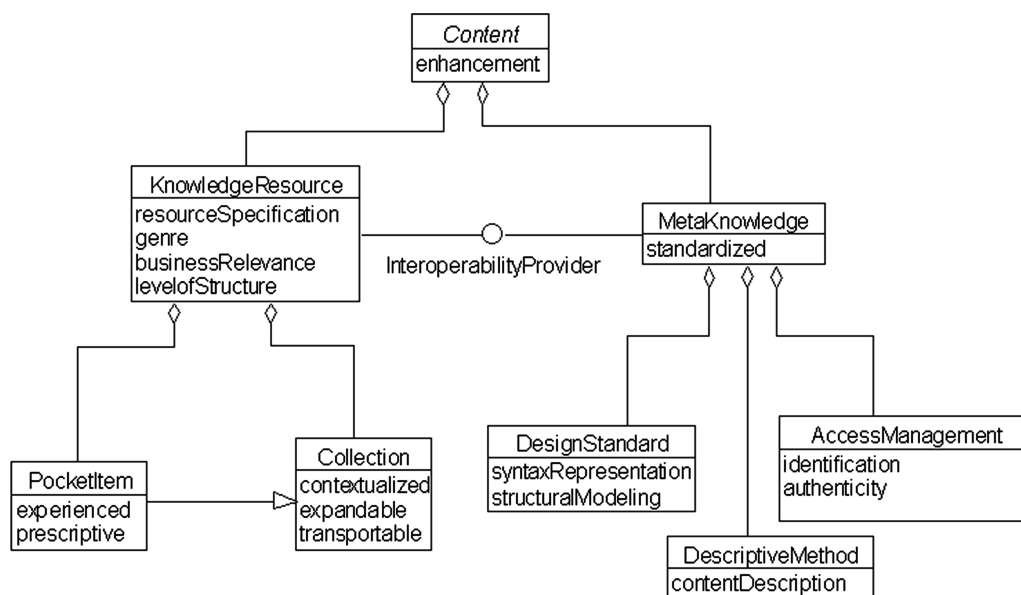 Content
enhancement
KnowledgeResource
resourceSpecification
genre
businessRelevance
levelofStructure
InteroperabilityProvider
MetaKnowledge
standardized
PocketItem
experienced
prescriptive
Collection
contextualized
expandable
transportable
DesignStandard
syntaxRepresentation
structuralModeling
AccessManagement
identification
authenticity
DescriptiveMethod
contentDescription